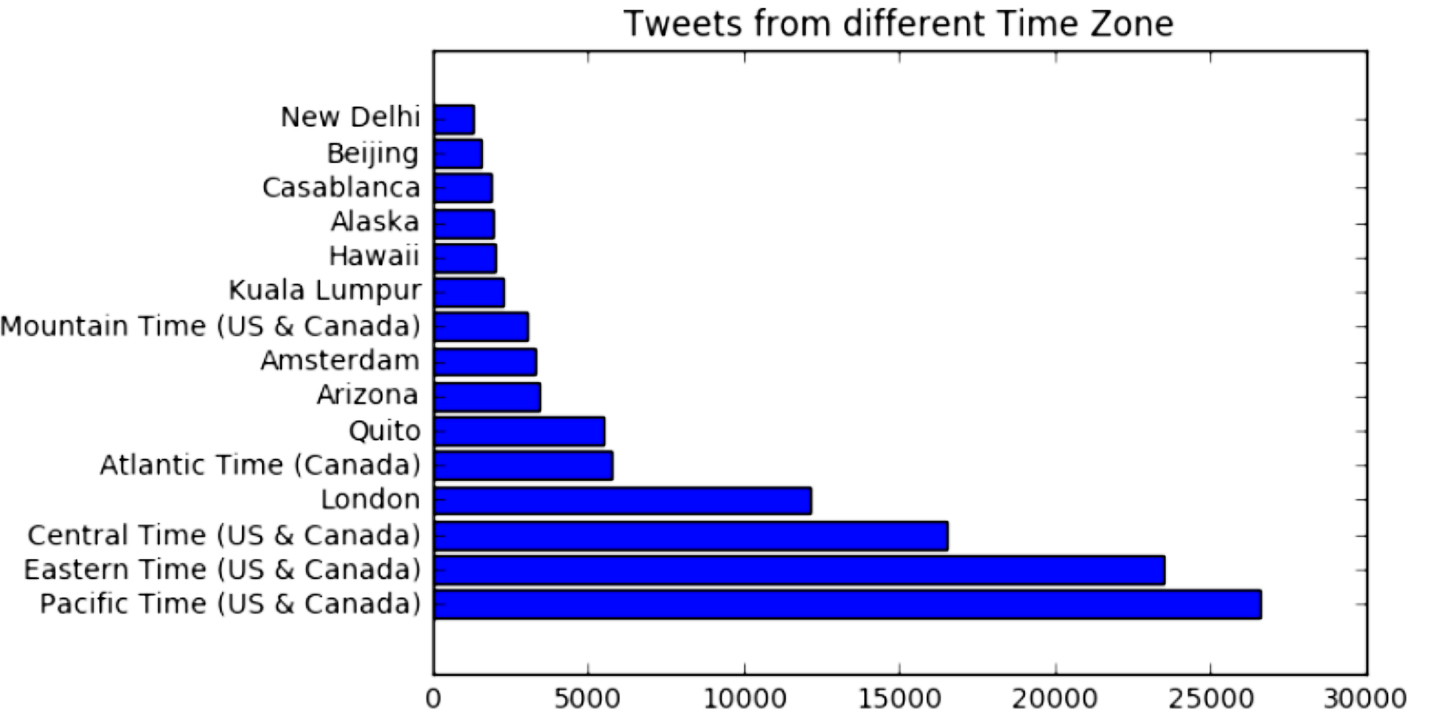 Tweets from different Time Zone
New Delhi
Beijing
Casablanca
Alaska
Hawaii
Kuala Lumpur
Mountain Time (US & Canada)
Amsterdam
Arizona
Quito
Atlantic Time (Canada)
London
Central Time (US & Canada)
Eastern Time (US & Canada)
Pacific Time (US & Canada)
0 5000 10000 15000 20000 25000 30000